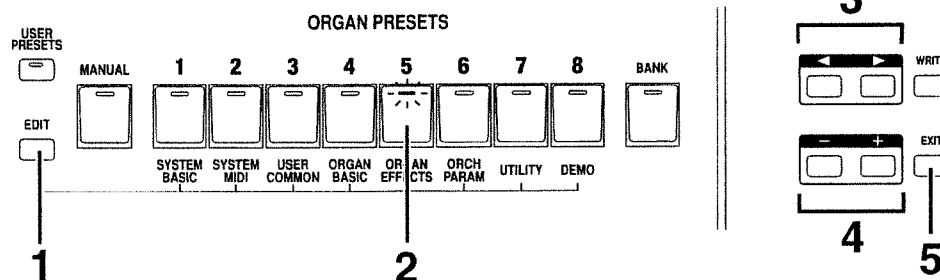 ORGAN PRESETS
USER
PRESETS
MANUAL 1 2 3 4 5 6 7 8 BANK
EDIT
SYSTEM
BASIC
SYSTEM
MIDI
USER
COMMON
ORGAN
BASIC
ORGAN
EFFECTS
ORCH
PARAM
UTILITY
DEMO
1
2
3
◄ ►
WRIT
- +
EXIT
4
5